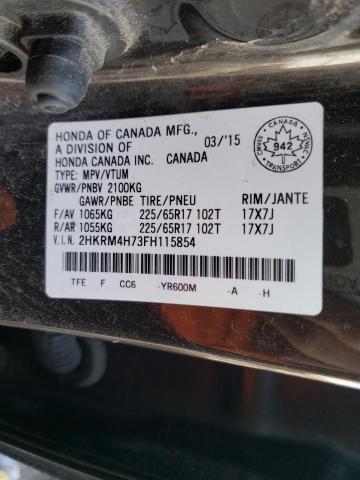 HONDA OF CANADA MFG.,
A DIVISION OF 03/'15
HONDA CANADA INC. CANADA
CANADA
942
TYPE: MPV/VTUM
GVWR/PNBV 2100KG
GAWR/PNBE TIRE/PNEU RIM/JANTE
F/AV 1065KG 225/65R17 102T 17X7J
R/AR 1055KG 225/65R17 102T 17X7J
V.I.N. 2HKRM4H73FH115854
TFE F CC6 -YR600M -A -H